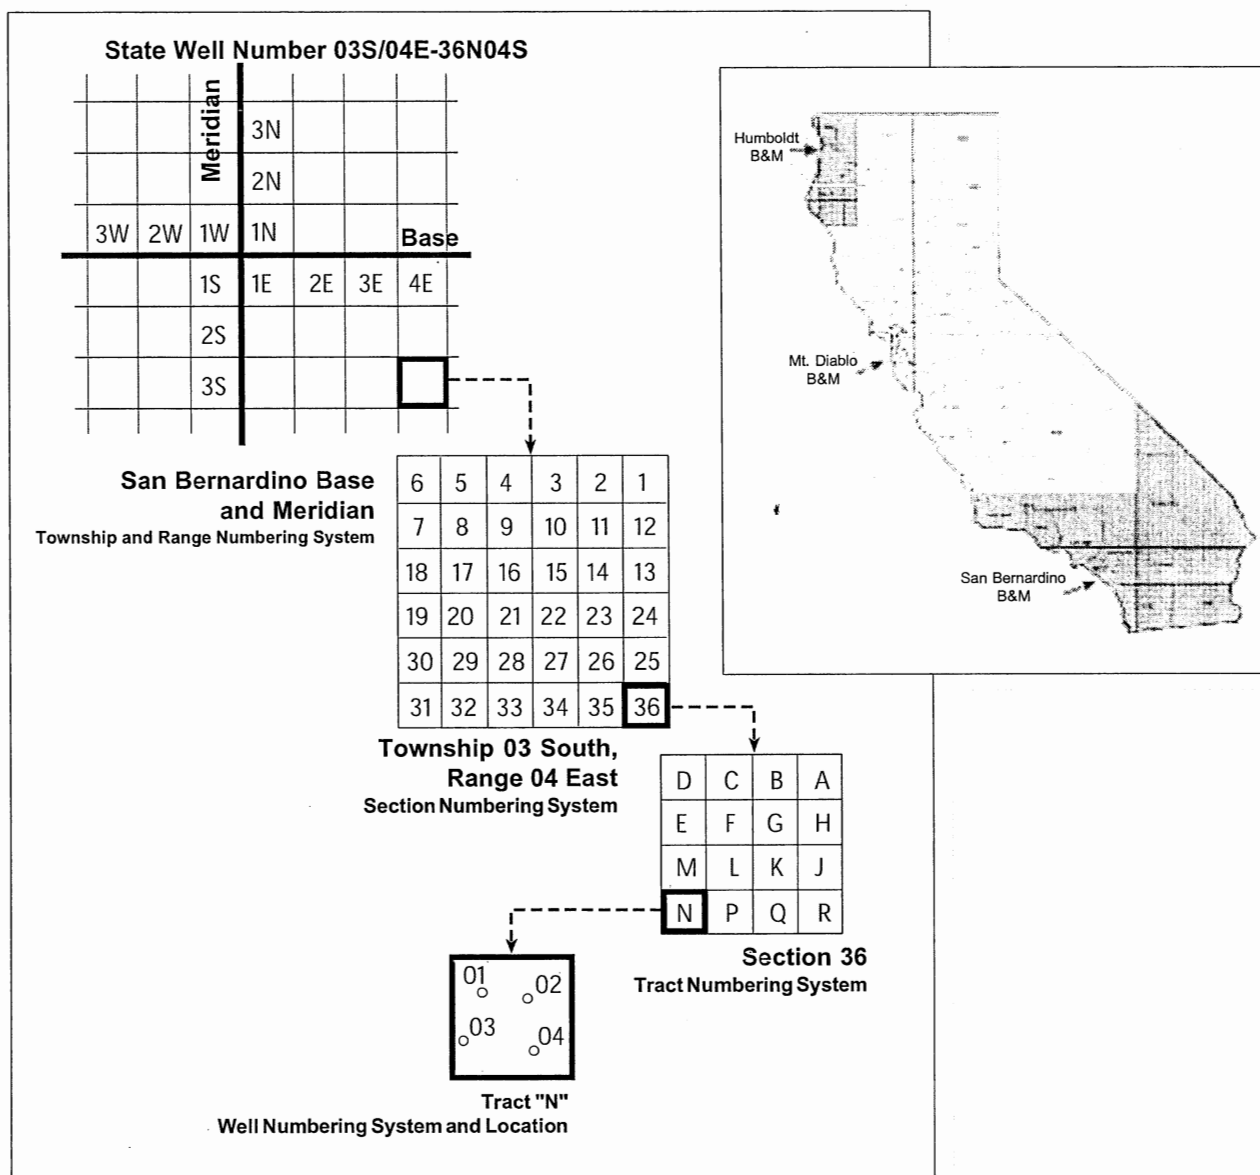 State Well Number 03S/04E-36N04S
Meridian
3N
2N
3W 2W 1W 1N Base
1S 1E 2E 3E 4E
2S
3S
San Bernardino Base
and Meridian
Township and Range Numbering System
6 5 4 3 2 1
7 8 9 10 11 12
18 17 16 15 14 13
19 20 21 22 23 24
30 29 28 27 26 25
31 32 33 34 35 36
Township 03 South,
Range 04 East
Section Numbering System
D C B A
E F G H
M L K J
N P Q R
Section 36
Tract Numbering System
01 02
03 04
Tract "N"
Well Numbering System and Location
Humboldt
B&M
Mt. Diablo
B&M
San Bernardino
B&M